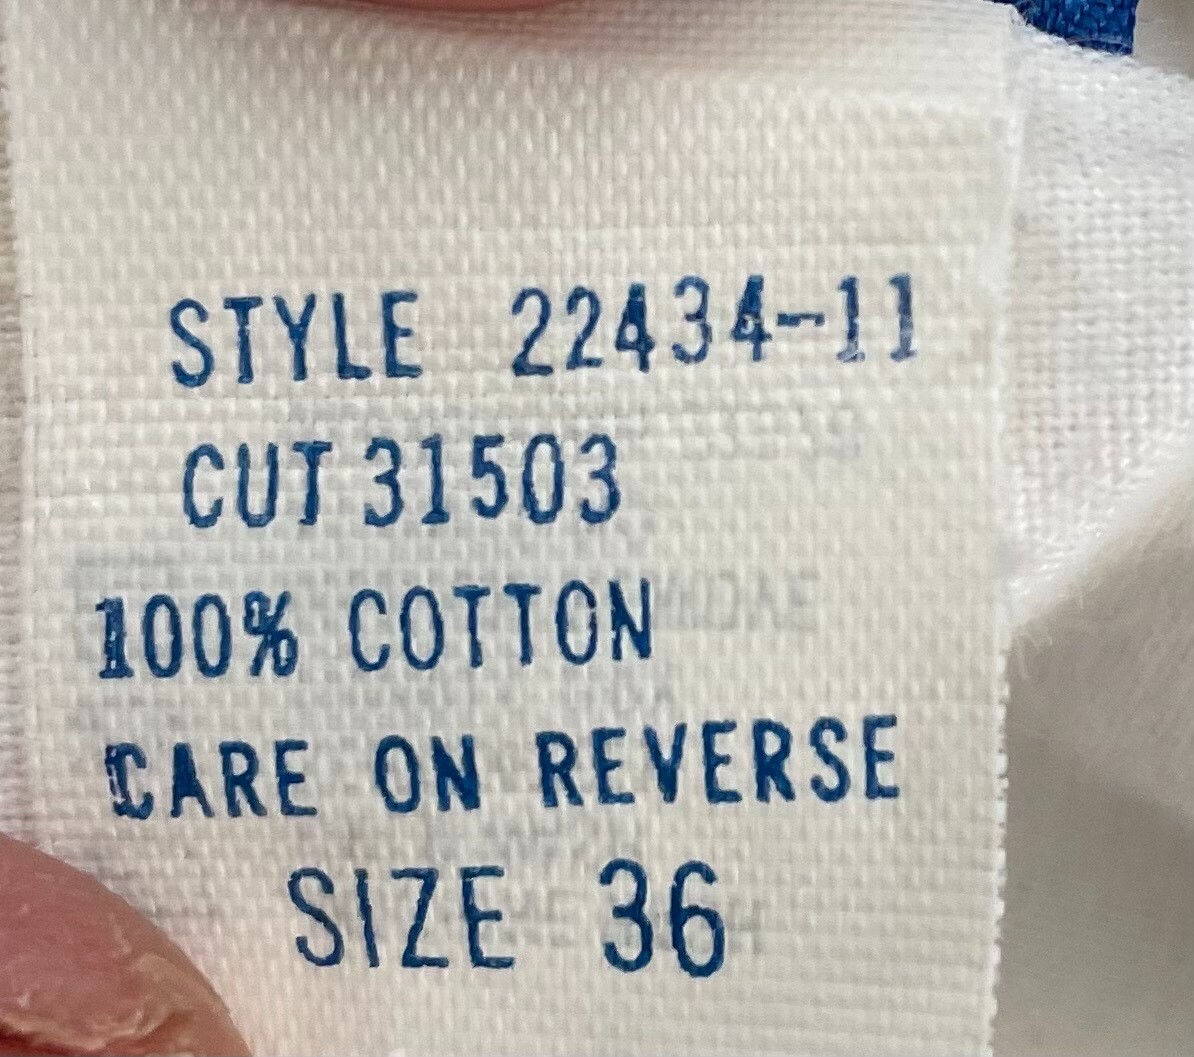 STYLE 22434-11
CUT 31503
100% COTTON
CARE ON REVERSE
SIZE 36